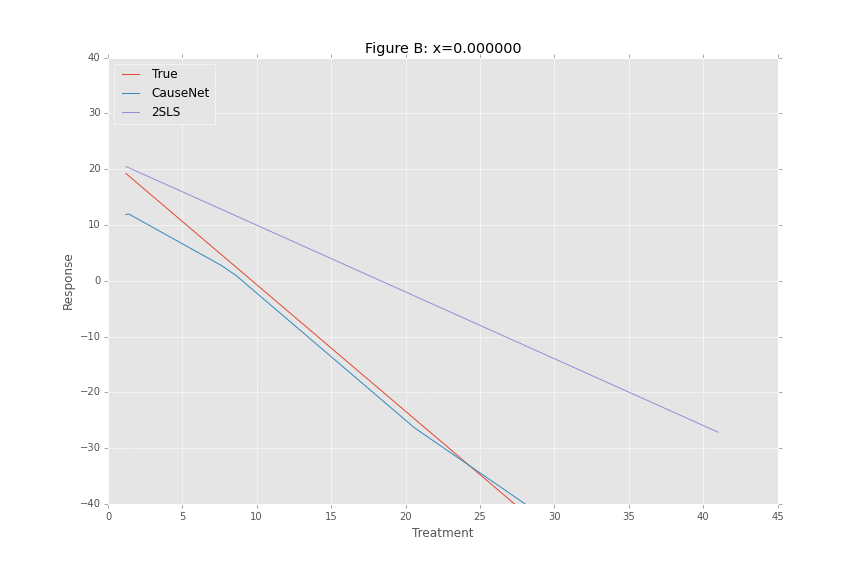 Figure B: x=0.000000
True
CauseNet
2SLS
40
30
20
10
0
−10
−20
−30
−40
Response
0 5 10 15 20 25 30 35 40 45
Treatment